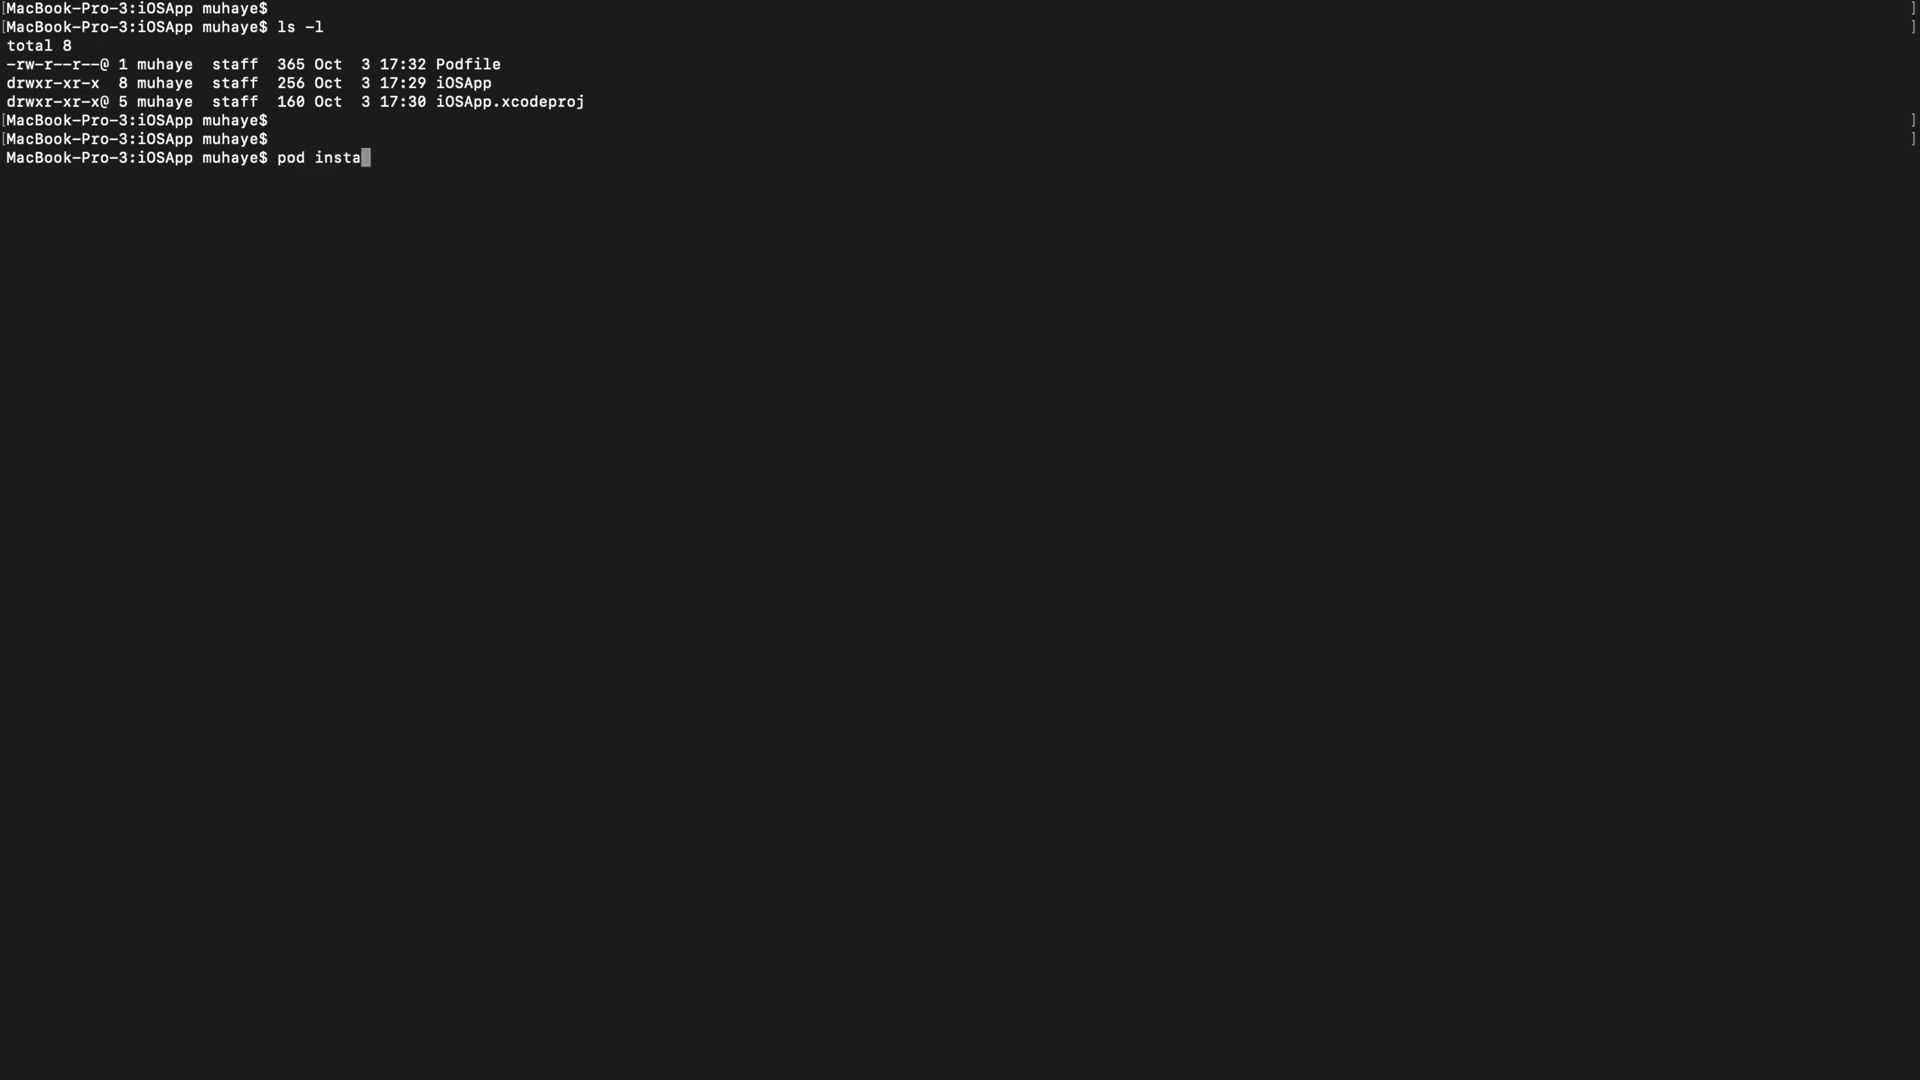 [MacBook-Pro-3:iOSApp muhaye$ ]
[MacBook-Pro-3:iOSApp muhaye$ ls -l ]
total 8
-rw-r--r--@ 1 muhaye  staff  365 Oct  3 17:32 Podfile
drwxr-xr-x  8 muhaye  staff  256 Oct  3 17:29 iOSApp
drwxr-xr-x@ 5 muhaye  staff  160 Oct  3 17:30 iOSApp.xcodeproj
[MacBook-Pro-3:iOSApp muhaye$ ]
[MacBook-Pro-3:iOSApp muhaye$ ]
MacBook-Pro-3:iOSApp muhaye$ pod insta